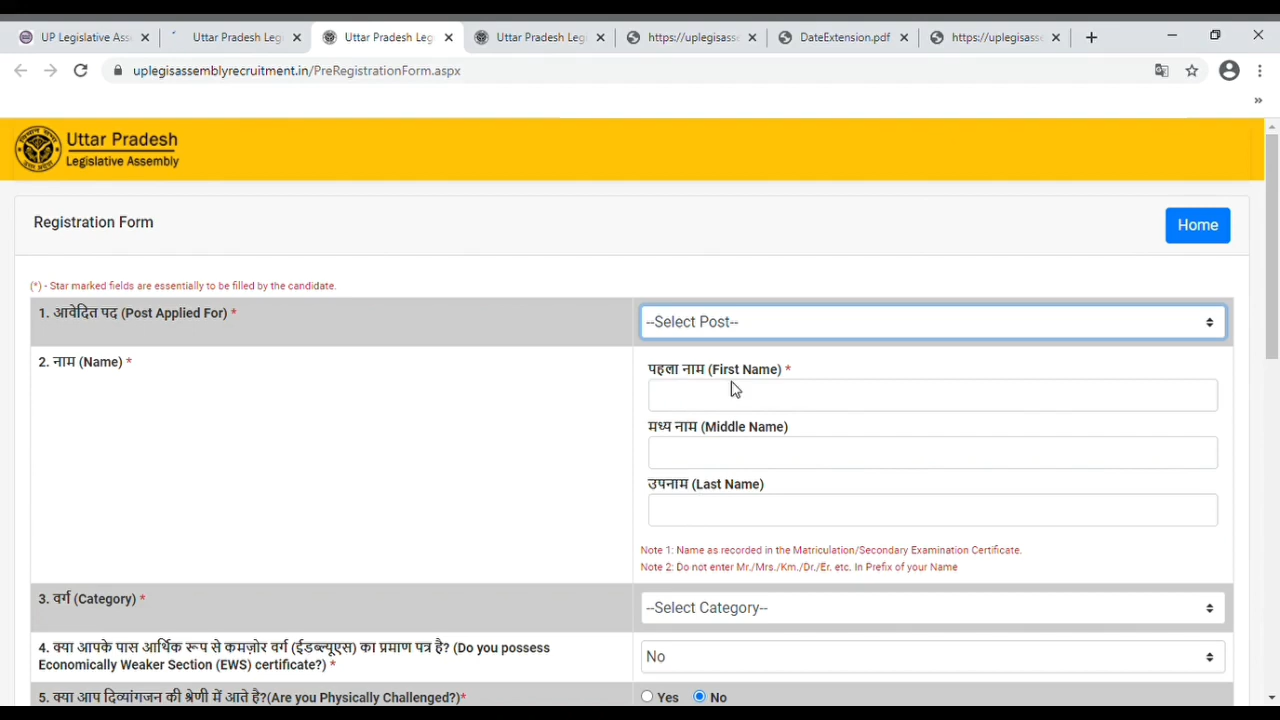 UP Legislative Ass
Uttar Pradesh Leg
Uttar Pradesh Leg
Uttar Pradesh Leg
https://uplegisasse
DateExtension.pdf
https://uplegisasse
uplegisassemblyrecruitment.in/PreRegistrationForm.aspx
Uttar Pradesh
Legislative Assembly
Registration Form
Home
(*) - Star marked fields are essentially to be filled by the candidate.
1. आवेदित पद (Post Applied For) *
--Select Post--
2. नाम (Name) *
पहला नाम (First Name) *
मध्य नाम (Middle Name)
उपनाम (Last Name)
Note 1: Name as recorded in the Matriculation/Secondary Examination Certificate.
Note 2: Do not enter Mr./Mrs./Km./Dr./Er. etc. In Prefix of your Name
3. वर्ग (Category) *
--Select Category--
4. क्या आपके पास आर्थिक रूप से कमज़ोर वर्ग (ईडब्ल्यूएस) का प्रमाण पत्र है? (Do you possess
Economically Weaker Section (EWS) certificate?) *
No
5. क्या आप दिव्यांगजन की श्रेणी में आते है?(Are you Physically Challenged?)*
Yes No